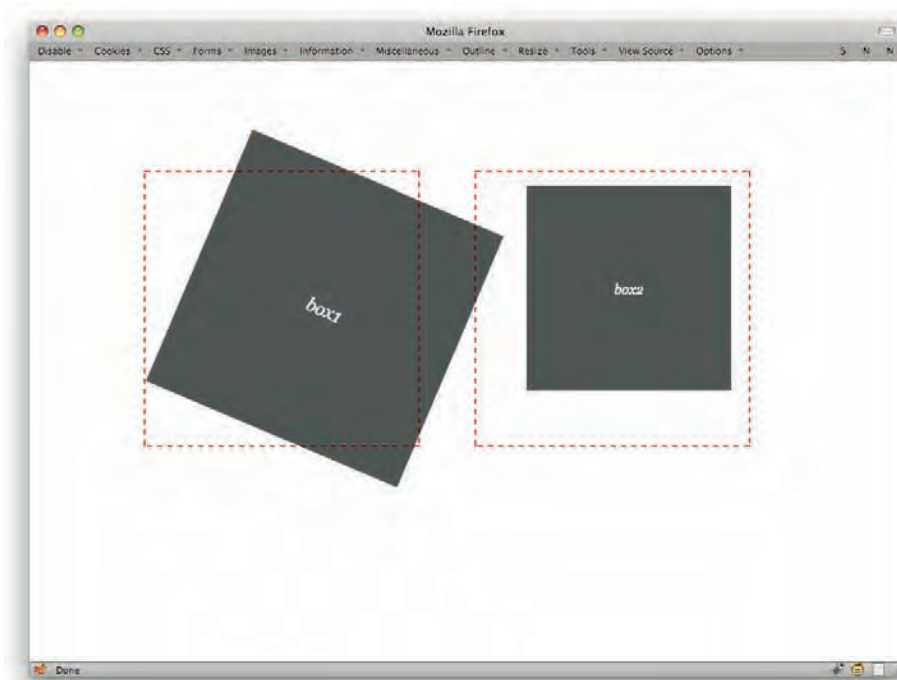 Mozilla Firefox
Disable Cookies CSS Forms Images Information Miscellaneous Outline Resize Tools View Source Options S N N
box1
box2
Done